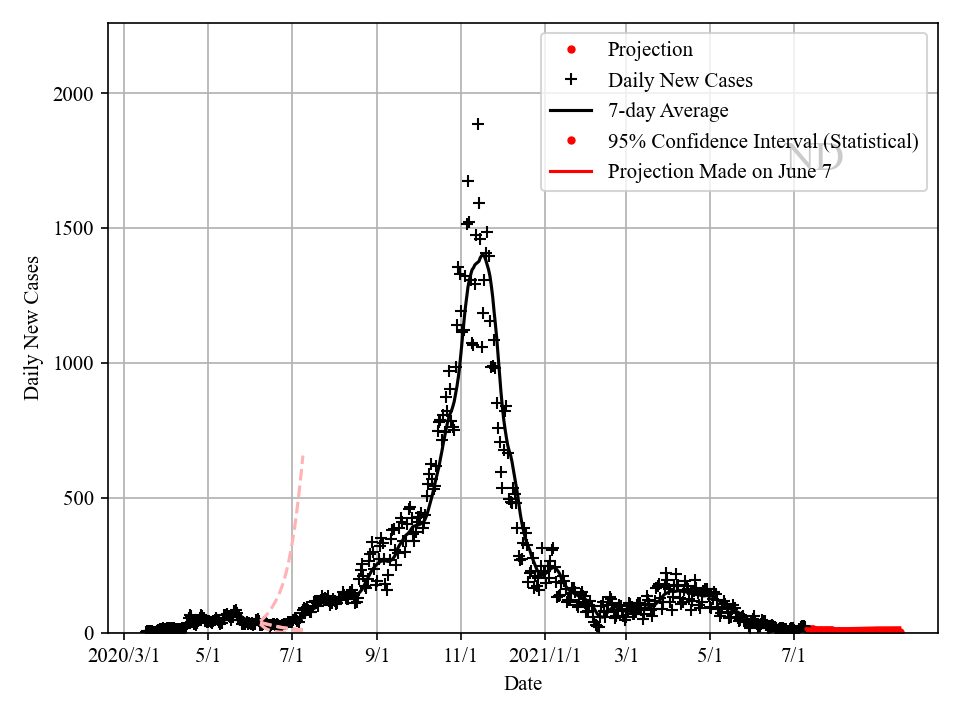 Projection
Daily New Cases
7-day Average
95% Confidence Interval (Statistical)
Projection Made on June 7
ND
Daily New Cases
2000
1500
1000
500
0
2020/3/1 5/1 7/1 9/1 11/1 2021/1/1 3/1 5/1 7/1
Date